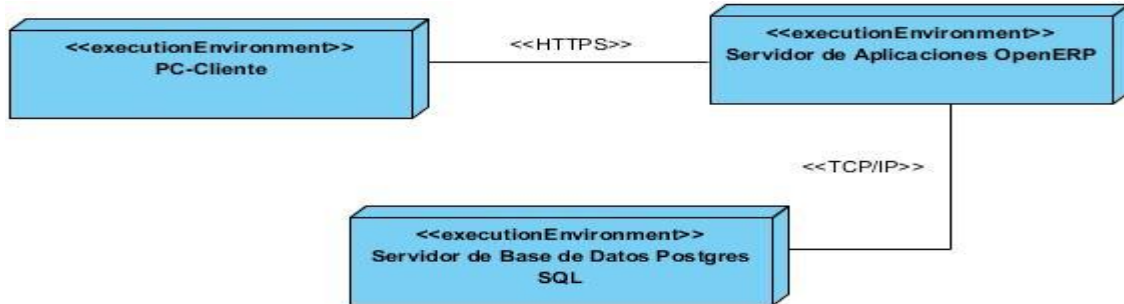 <<executionEnvironment>>
PC-Cliente
<<HTTPS>>
<<executionEnvironment>>
Servidor de Aplicaciones OpenERP
<<TCP/IP>>
<<executionEnvironment>>
Servidor de Base de Datos Postgres
SQL